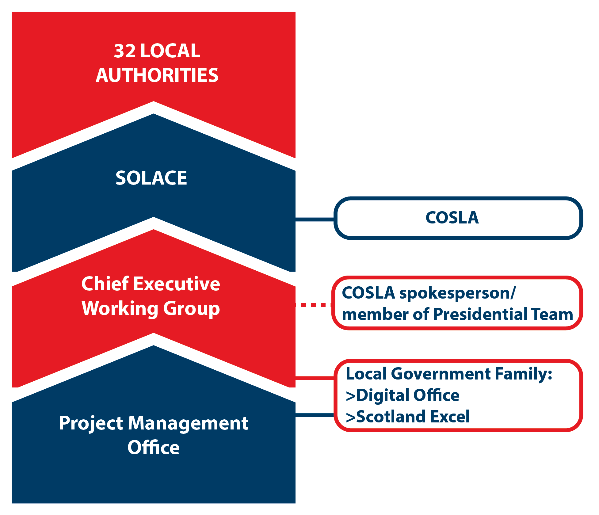 32 LOCAL
AUTHORITIES
SOLACE
COSLA
Chief Executive
Working Group
COSLA spokesperson/
member of Presidential Team
Local Government Family:
>Digital Office
>Scotland Excel
Project Management
Office